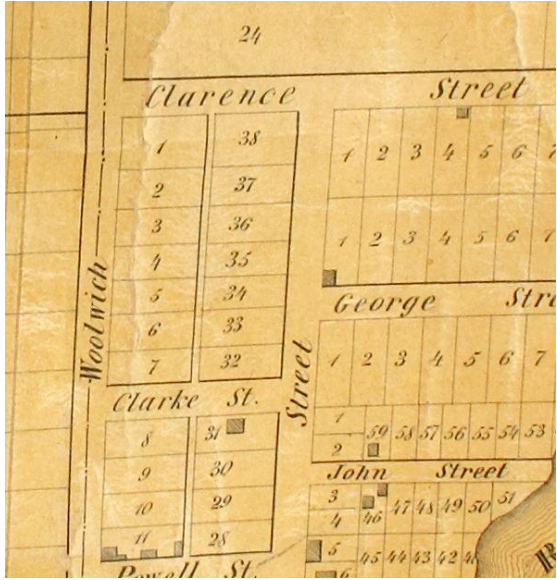 24
Clarence Street
1 38
1 2 3 4 5 6 7
2 37
3 36
1 2 3 4 5 6
4 35
5 34
6 33
7 32
George
1 2 3 4 5 6 7
Woolwich
Street
Clarke St.
1
8 31
2 59 58 57 56 55 54 53
9 30
John Street
10 29
3
4 46 47 48 49 50 51
11 28
5 45 44 43 42
6
Powell St.